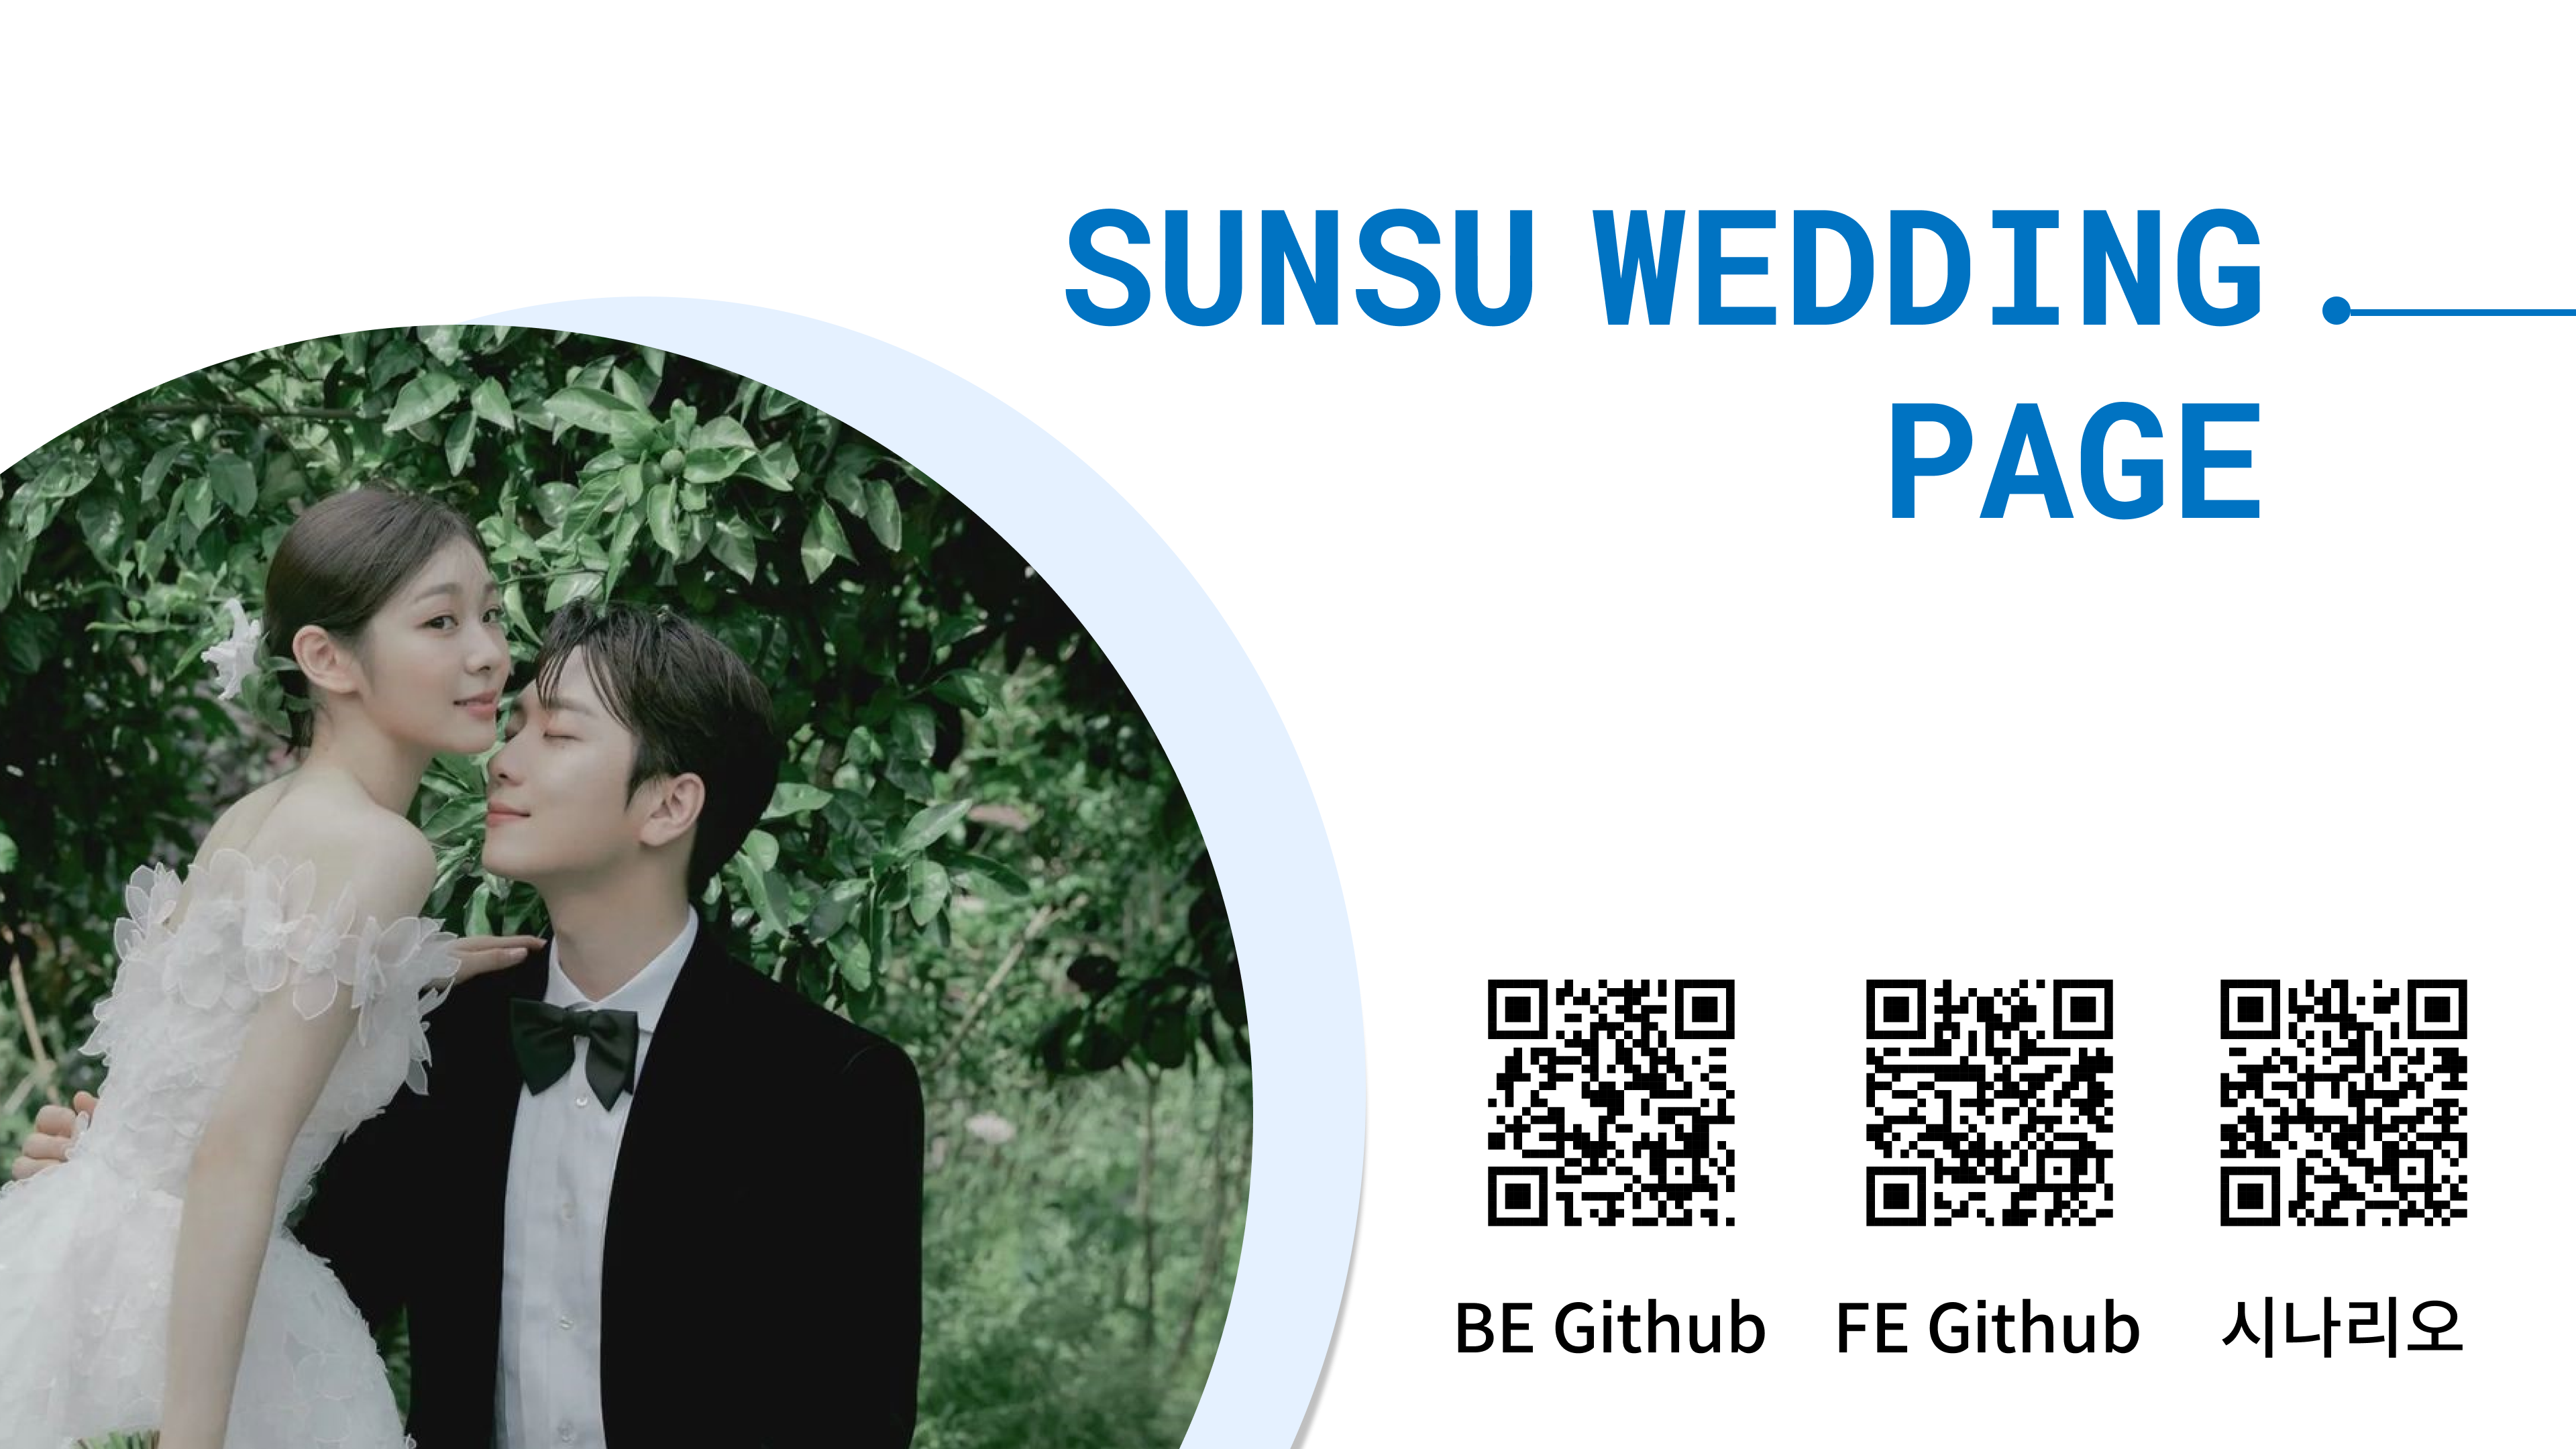 SUNSU WEDDING
PAGE
BE Github
FE Github
시나리오